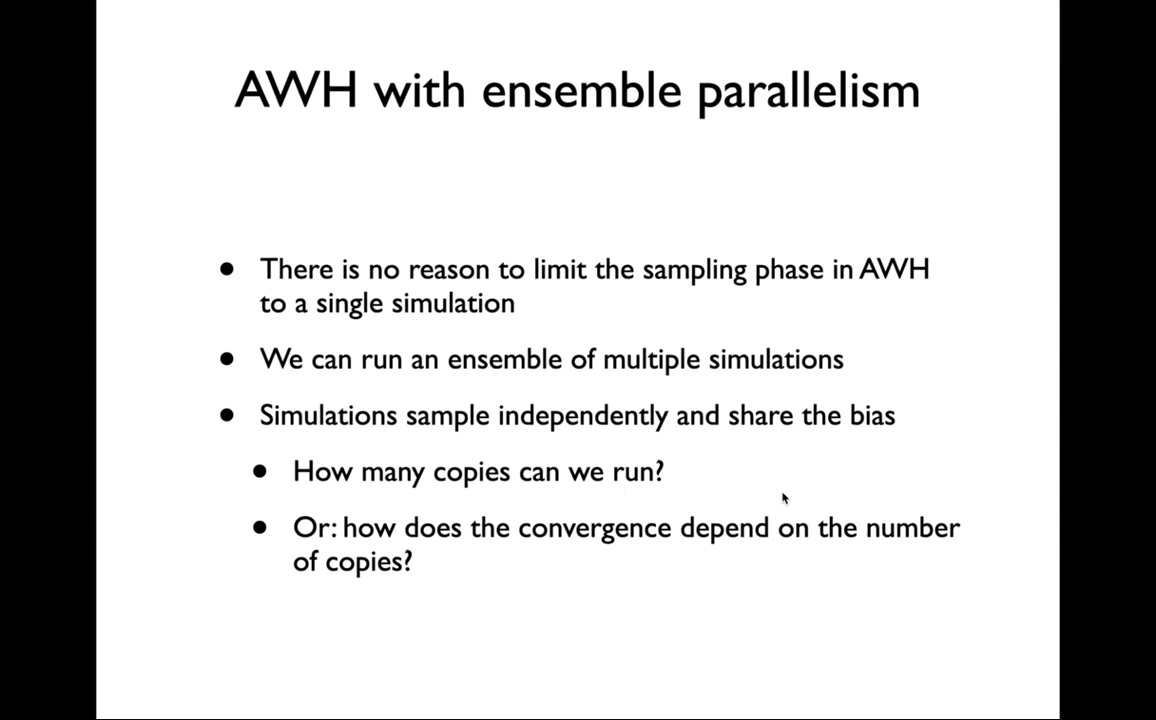 AWH with ensemble parallelism
• There is no reason to limit the sampling phase in AWH
to a single simulation
• We can run an ensemble of multiple simulations
• Simulations sample independently and share the bias
• How many copies can we run?
• Or: how does the convergence depend on the number
of copies?